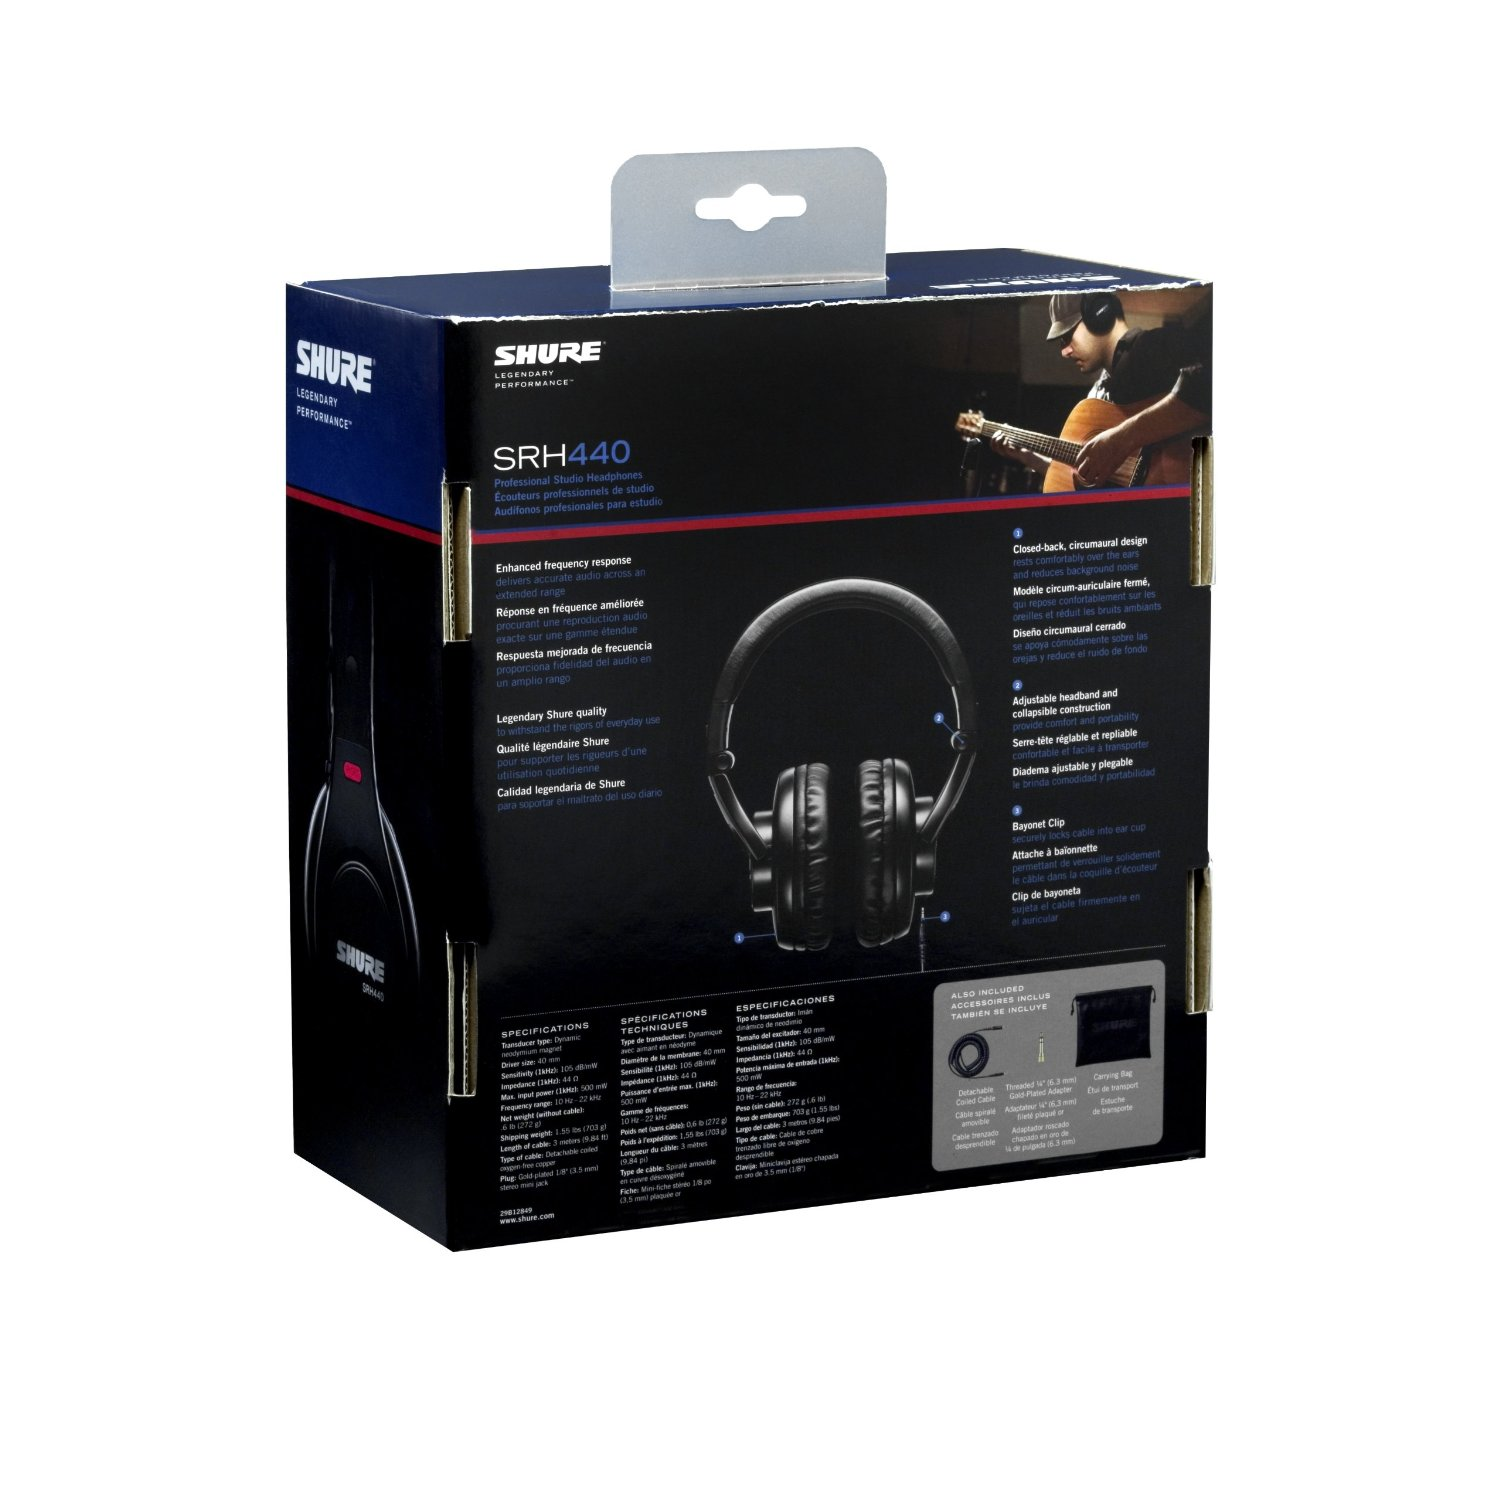 SHURE
LEGENDARY
PERFORMANCE™
SHURE
SRH440
SHURE
SHURE
LEGENDARY
PERFORMANCE™
SRH440
Professional Studio Headphones
Écouteurs professionnels de studio
Audífonos profesionales para estudio
Enhanced frequency response
delivers accurate audio across an
extended range
Réponse en fréquence améliorée
procurant une reproduction audio
exacte sur une gamme étendue
Respuesta mejorada de frecuencia
proporciona fidelidad del audio en
un amplio rango
Legendary Shure quality
to withstand the rigors of everyday use
Qualité légendaire Shure
pour supporter les rigueurs d'une
utilisation quotidienne
Calidad legendaria de Shure
para soportar el maltrato del uso diario
1
Closed-back, circumaural design
rests comfortably over the ears
and reduces background noise
Modèle circum-auriculaire fermé,
qui repose confortablement sur les
oreilles et réduit les bruits ambiants
Diseño circumaural cerrado
se apoya cómodamente sobre las
orejas y reduce el ruido de fondo
2
Adjustable headband and
collapsible construction
provide comfort and portability
Serre-tête réglable et repliable
confortable et facile à transporter
Diadema ajustable y plegable
le brinda comodidad y portabilidad
3
Bayonet Clip
securely locks cable into ear cup
Attache à baïonnette
permettant de verrouiller solidement
le câble dans la coquille d'écouteur
Clip de bayoneta
sujeta el cable firmemente en
el auricular
2
3
1
SPECIFICATIONS
Transducer type: Dynamic
neodymium magnet
Driver size: 40 mm
Sensitivity (1kHz): 105 dB/mW
Impedance (1kHz): 44 Ω
Max. input power (1kHz): 500 mW
Frequency range: 10 Hz – 22 kHz
Net weight (without cable):
.6 lb (272 g)
Shipping weight: 1.55 lbs (703 g)
Length of cable: 3 meters (9.84 ft)
Type of cable: Detachable coiled
oxygen-free copper
Plug: Gold-plated 1/8" (3.5 mm)
stereo mini jack
29B12849
www.shure.com
SPÉCIFICATIONS
TECHNIQUES
Type de transducteur: Dynamique
avec aimant en néodyme
Diamètre de la membrane: 40 mm
Sensibilité (1kHz): 105 dB/mW
Impédance (1kHz): 44 Ω
Puissance d'entrée max. (1kHz):
500 mW
Gamme de fréquences:
10 Hz – 22 kHz
Poids net (sans câble): 0,6 lb (272 g)
Poids à l'expédition: 1,55 lbs (703 g)
Longueur du câble: 3 mètres
(9.84 pi)
Type de câble: Spiralé amovible
en cuivre désoxygéné
Fiche: Mini-fiche stéréo 1/8 po
(3,5 mm) plaquée or
ESPECIFICACIONES
Tipo de transductor: Imán
dinámico de neodimio
Tamaño del excitador: 40 mm
Sensibilidad (1kHz): 105 dB/mW
Impedancia (1kHz): 44 Ω
Potencia máxima de entrada (1kHz):
500 mW
Rango de frecuencia:
10 Hz – 22 kHz
Peso (sin cable): 272 g (.6 lb)
Peso de embarque: 703 g (1.55 lbs)
Largo del cable: 3 metros (9.84 pies)
Tipo de cable: Cable de cobre
trenzado libre de oxígeno
desprendible
Clavija: Miniclavija estéreo chapada
en oro de 3.5 mm (1/8")
ALSO INCLUDED
ACCESSOIRES INCLUS
TAMBIÉN SE INCLUYE
SHURE
Detachable
Coiled Cable
Câble spiralé
amovible
Cable trenzado
desprendible
Threaded ¼" (6.3 mm)
Gold-Plated Adapter
Adaptateur ¼" (6,3 mm)
fileté plaqué or
Adaptador roscado
chapado en oro de
¼ de pulgada (6.3 mm)
Carrying Bag
Étui de transport
Estuche
de transporte